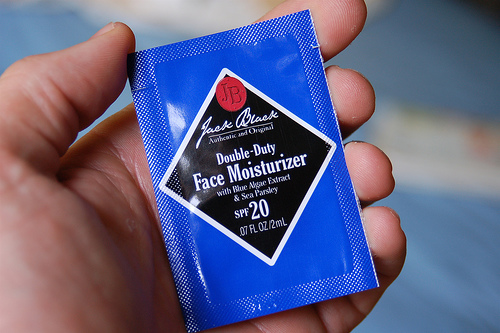 JB
Jack Black
Authentic and Original
Double-Duty
Face Moisturizer
with Blue Algae Extract
& Sea Parsley
SPF 20
.07 FL OZ/2mL